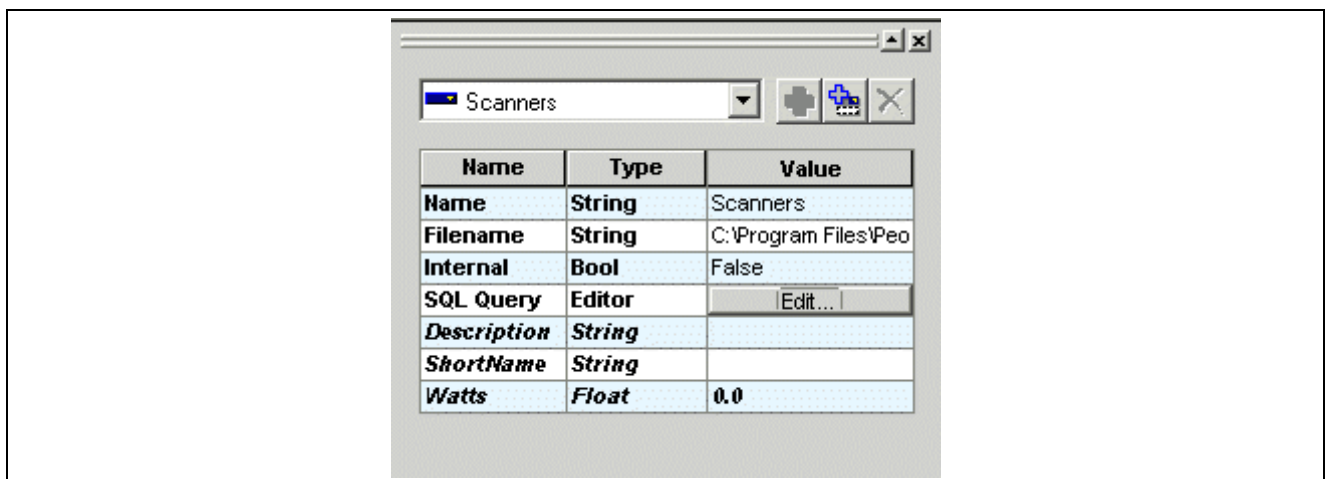 Scanners
Name Type Value
Name String Scanners
Filename String C:\Program Files\Peo
Internal Bool False
SQL Query Editor Edit...
Description String
ShortName String
Watts Float 0.0